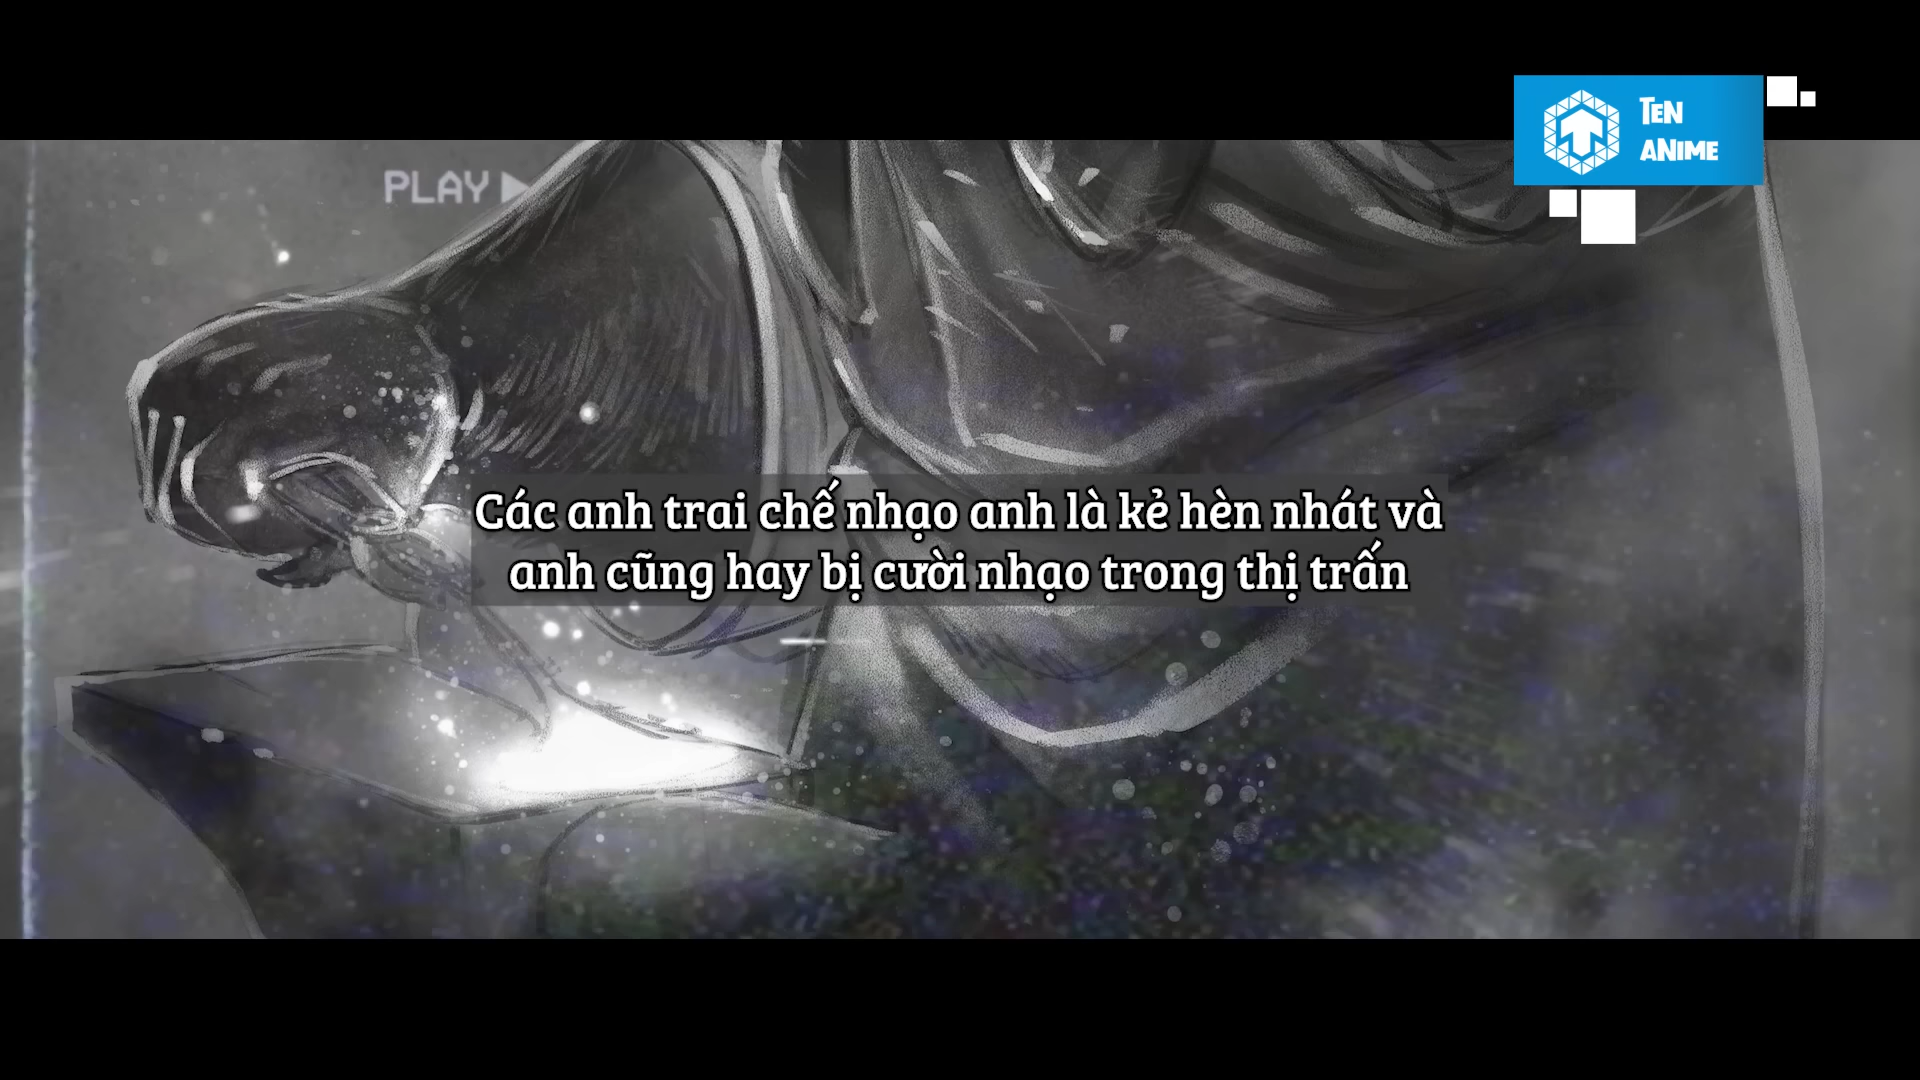 TEN
ANIME
PLAY
Các anh trai chế nhạo anh là kẻ hèn nhát và
anh cũng hay bị cười nhạo trong thị trấn